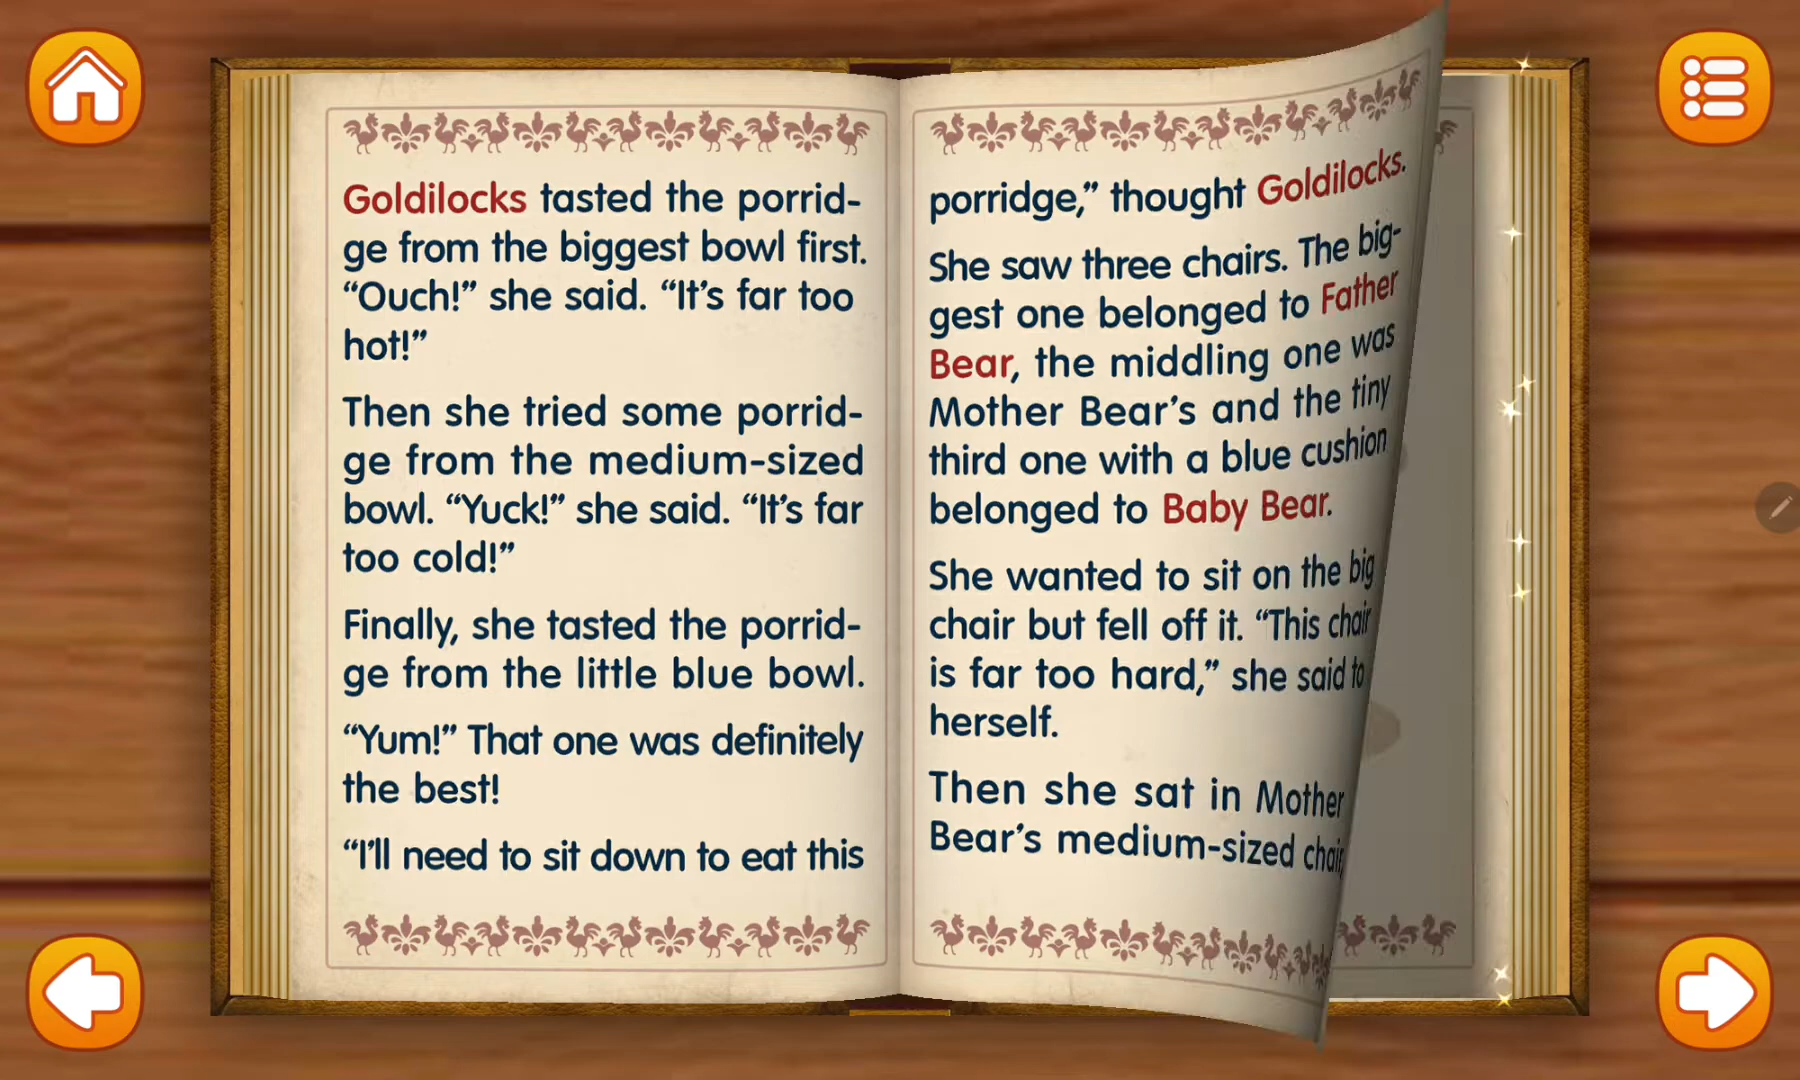 Goldilocks tasted the porrid-
ge from the biggest bowl first.
“Ouch!” she said. “It’s far too
hot!”
Then she tried some porrid-
ge from the medium-sized
bowl. “Yuck!” she said. “It’s far
too cold!”
Finally, she tasted the porrid-
ge from the little blue bowl.
“Yum!” That one was definitely
the best!
“I’ll need to sit down to eat this
porridge,” thought Goldilocks.
She saw three chairs. The big-
gest one belonged to Father
Bear, the middling one was
Mother Bear’s and the tiny
third one with a blue cushion
belonged to Baby Bear.
She wanted to sit on the big
chair but fell off it. “This chair
is far too hard,” she said to
herself.
Then she sat in Mother
Bear’s medium-sized chair,